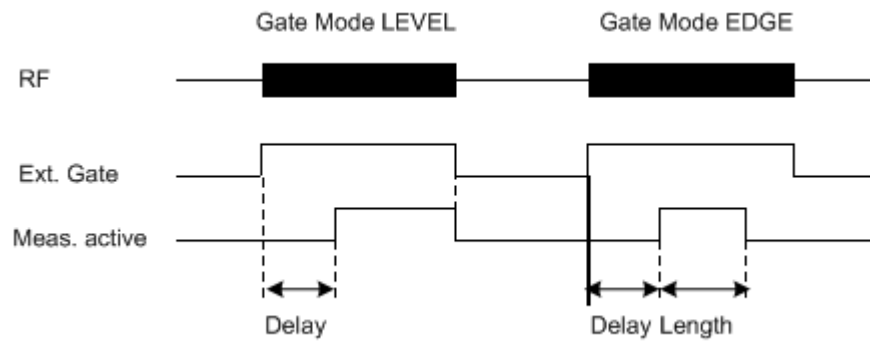 Gate Mode LEVEL Gate Mode EDGE
RF
Ext. Gate
Meas. active
Delay Delay Length